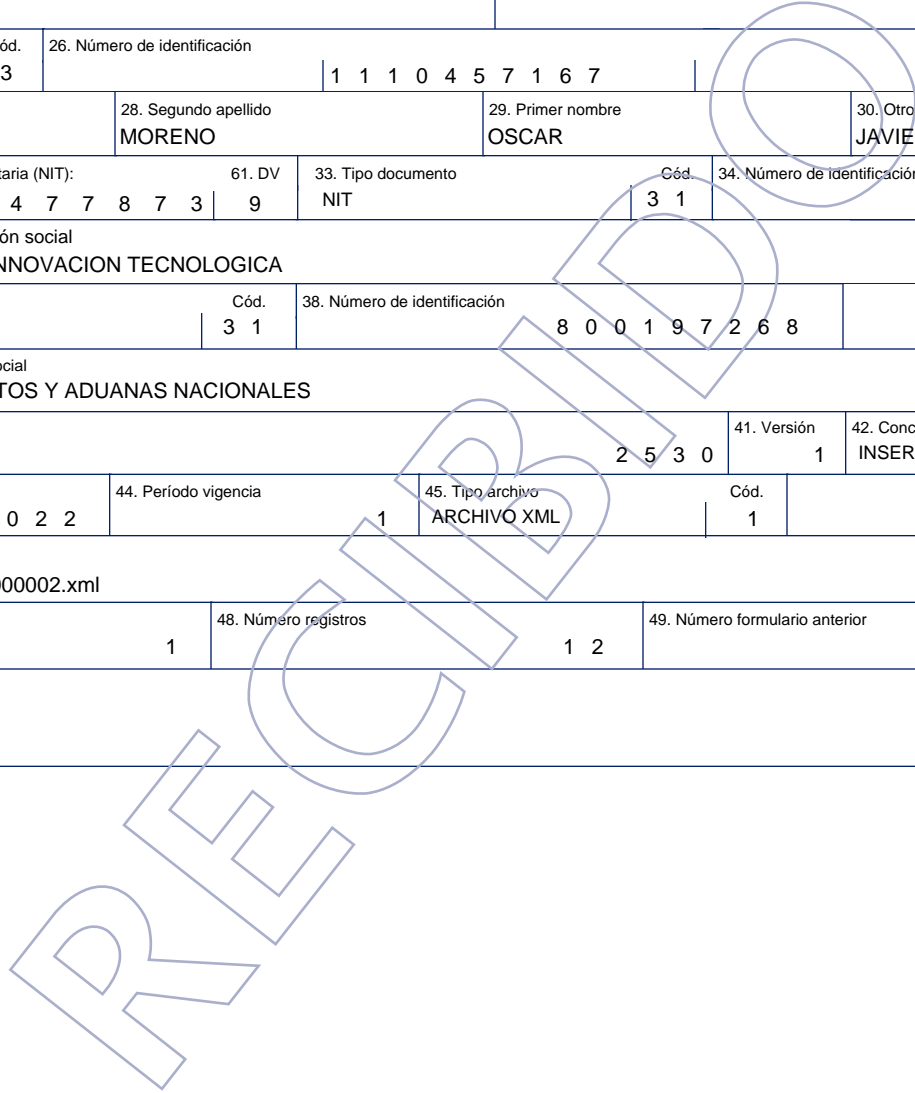 ód. 26. Número de identificación
3 1 1 1 0 4 5 7 1 6 7
28. Segundo apellido 29. Primer nombre 30. Otro
MORENO OSCAR JAVIE
taria (NIT): 61. DV 33. Tipo documento Cód. 34. Número de identificación
4 7 7 8 7 3 9 NIT 3 1
ón social
NNOVACION TECNOLOGICA
Cód. 38. Número de identificación
3 1 8 0 0 1 9 7 2 6 8
ocial
TOS Y ADUANAS NACIONALES
41. Versión 42. Conc
2 5 3 0 1 INSER
44. Período vigencia 45. Tipo archivo Cód.
0 2 2 1 ARCHIVO XML 1
000002.xml
48. Número registros 49. Número formulario anterior
1 1 2
RECIBIDO